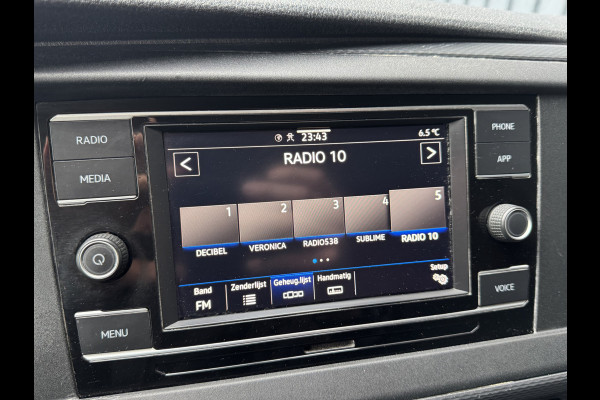 RADIO
MEDIA
MENU
PHONE
APP
VOICE
23:43
6.5 °C
<
RADIO 10
>
1
2
3
4
5
DECIBEL
VERONICA
RADIO538
SUBLIME
RADIO 10
Band
FM
Zenderlijst
Geheug.lijst
Handmatig
Setup